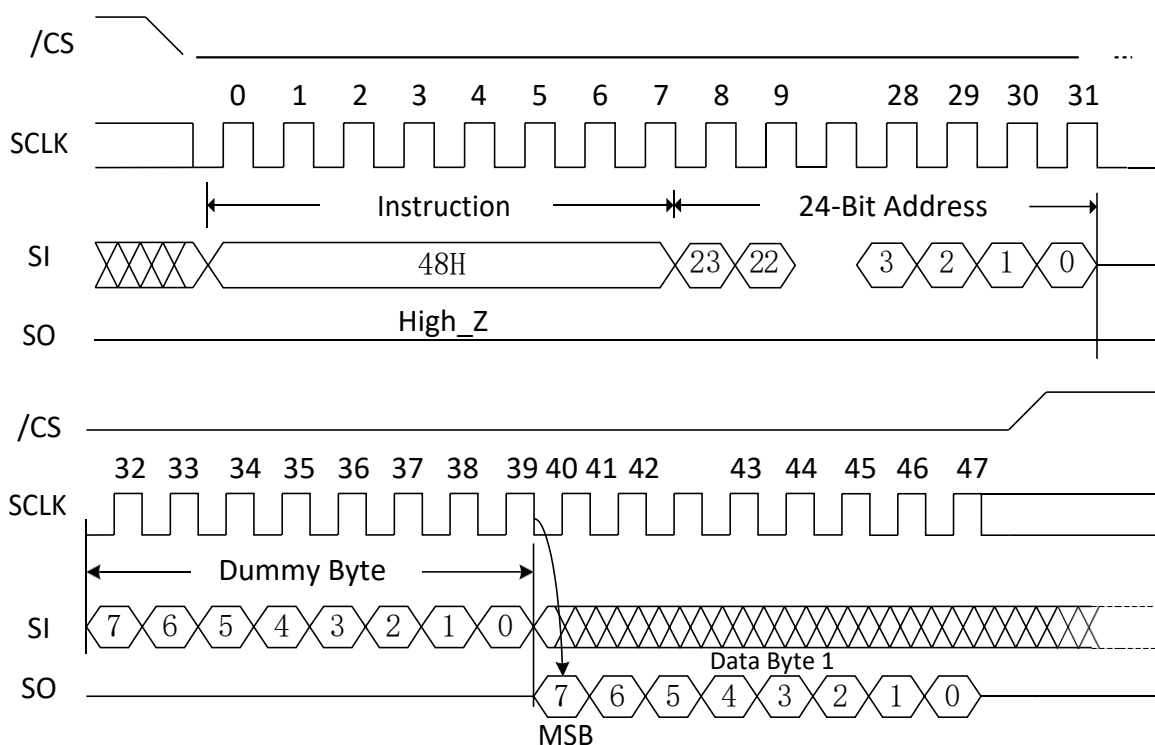 /CS
0 1 2 3 4 5 6 7 8 9 28 29 30 31
SCLK
Instruction 24-Bit Address
SI 48H 23 22 3 2 1 0
High_Z
SO
/CS
32 33 34 35 36 37 38 39 40 41 42 43 44 45 46 47
SCLK
Dummy Byte
SI 7 6 5 4 3 2 1 0
Data Byte 1
SO 7 6 5 4 3 2 1 0
MSB